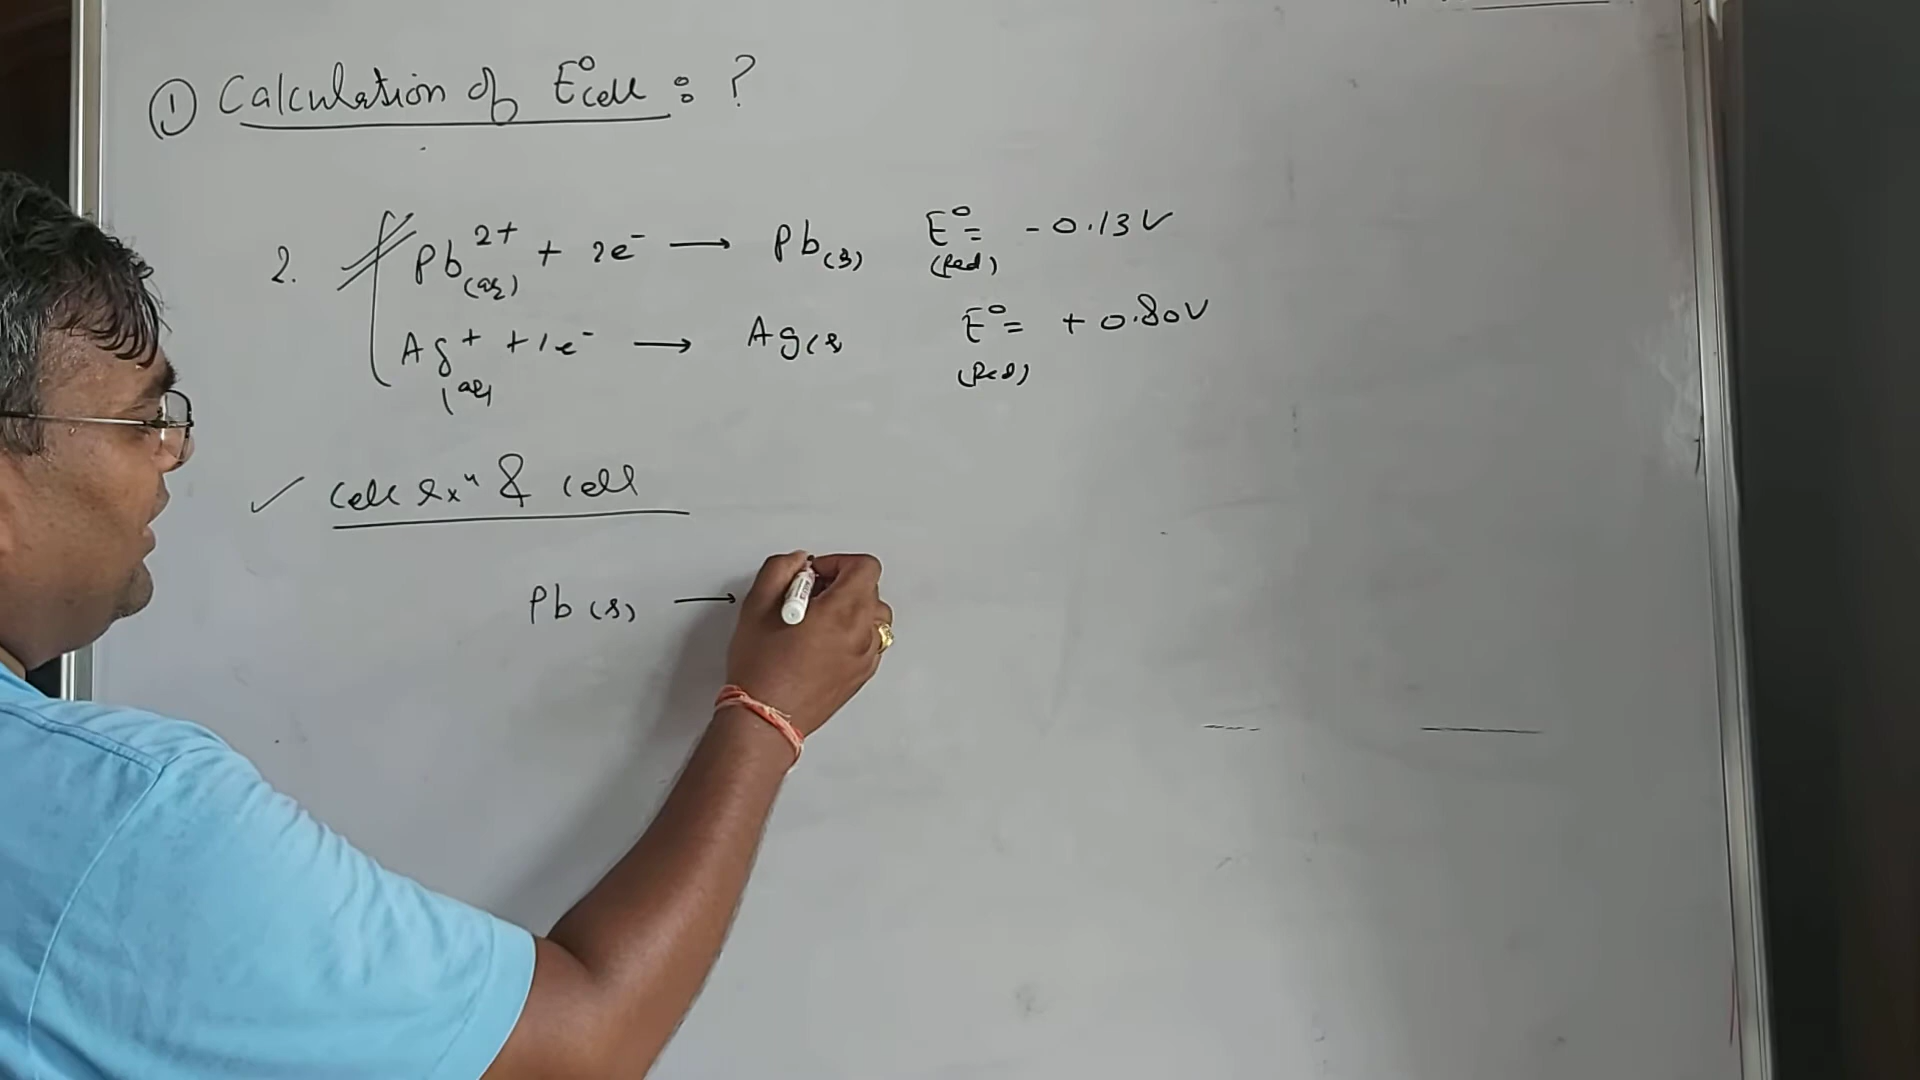 ① Calculation of E°cell : ?
2. Pb²⁺(aq) + 2e⁻ → Pb(s) E°(Red) = - 0.13V
Ag⁺(aq) + 1e⁻ → Ag(s E°(Red) = + 0.80V
✓ cell & cell
Pb(s) →